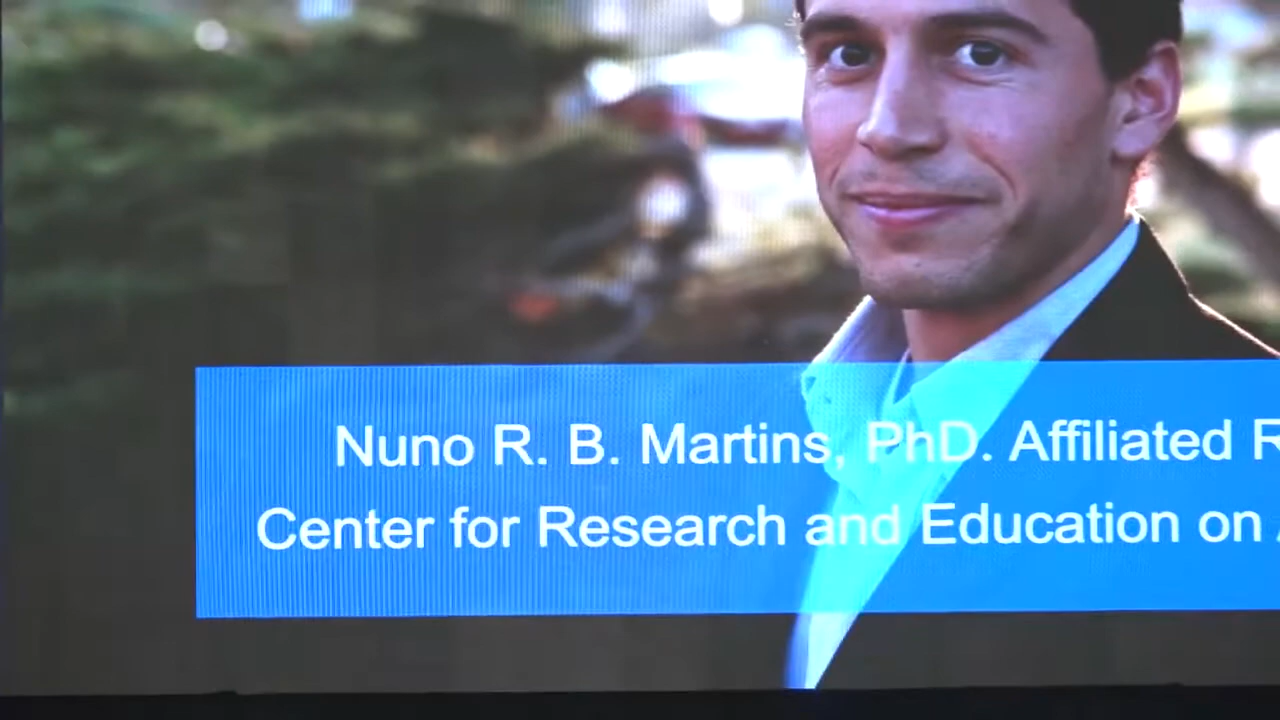 Nuno R. B. Martins, PhD. Affiliated
Center for Research and Education on